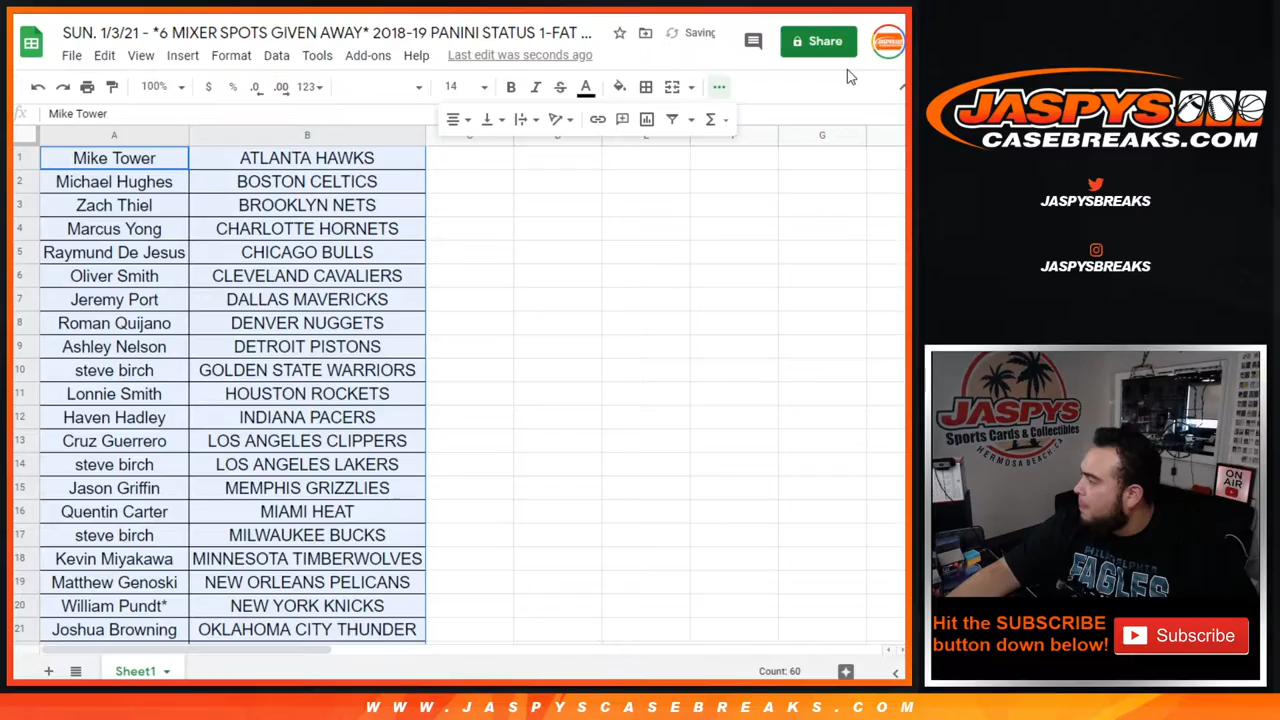 SUN. 1/3/21 - *6 MIXER SPOTS GIVEN AWAY* 2018-19 PANINI STATUS 1-FAT ...
Saving
Share
File Edit View Insert Format Data Tools Add-ons Help Last edit was seconds ago
100% $ % .0 .00 123 14 B I S A
fx Mike Tower
A B G
1 Mike Tower ATLANTA HAWKS
2 Michael Hughes BOSTON CELTICS
3 Zach Thiel BROOKLYN NETS
4 Marcus Yong CHARLOTTE HORNETS
5 Raymund De Jesus CHICAGO BULLS
6 Oliver Smith CLEVELAND CAVALIERS
7 Jeremy Port DALLAS MAVERICKS
8 Roman Quijano DENVER NUGGETS
9 Ashley Nelson DETROIT PISTONS
10 steve birch GOLDEN STATE WARRIORS
11 Lonnie Smith HOUSTON ROCKETS
12 Haven Hadley INDIANA PACERS
13 Cruz Guerrero LOS ANGELES CLIPPERS
14 steve birch LOS ANGELES LAKERS
15 Jason Griffin MEMPHIS GRIZZLIES
16 Quentin Carter MIAMI HEAT
17 steve birch MILWAUKEE BUCKS
18 Kevin Miyakawa MINNESOTA TIMBERWOLVES
19 Matthew Genoski NEW ORLEANS PELICANS
20 William Pundt* NEW YORK KNICKS
21 Joshua Browning OKLAHOMA CITY THUNDER
Sheet1
Count: 60
JASPYS
CASEBREAKS.COM
JASPYSBREAKS
JASPYSBREAKS
JASPYS
Sports Cards & Collectibles
HERMOSA BEACH, CA
ON AIR
PHILADELPHIA
EAGLES
Hit the SUBSCRIBE
button down below!
Subscribe
WWW.JASPYSCASEBREAKS.COM